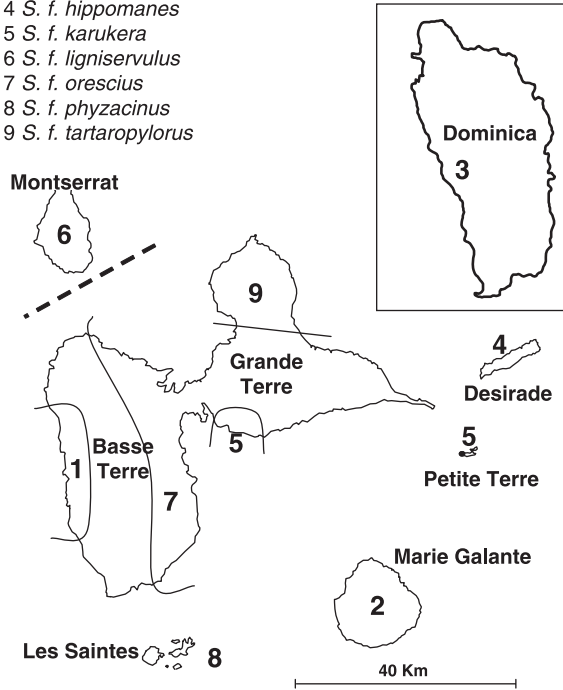 4 S. f. hippomanes
5 S. f. karukera
6 S. f. ligniservulus
7 S. f. orescius
8 S. f. phyzacinus
9 S. f. tartaropylorus
Dominica
3
Montserrat
6
9
Grande
Terre
4
Desirade
5
Petite Terre
5
Basse
Terre
1
7
Marie Galante
2
Les Saintes
8
40 Km